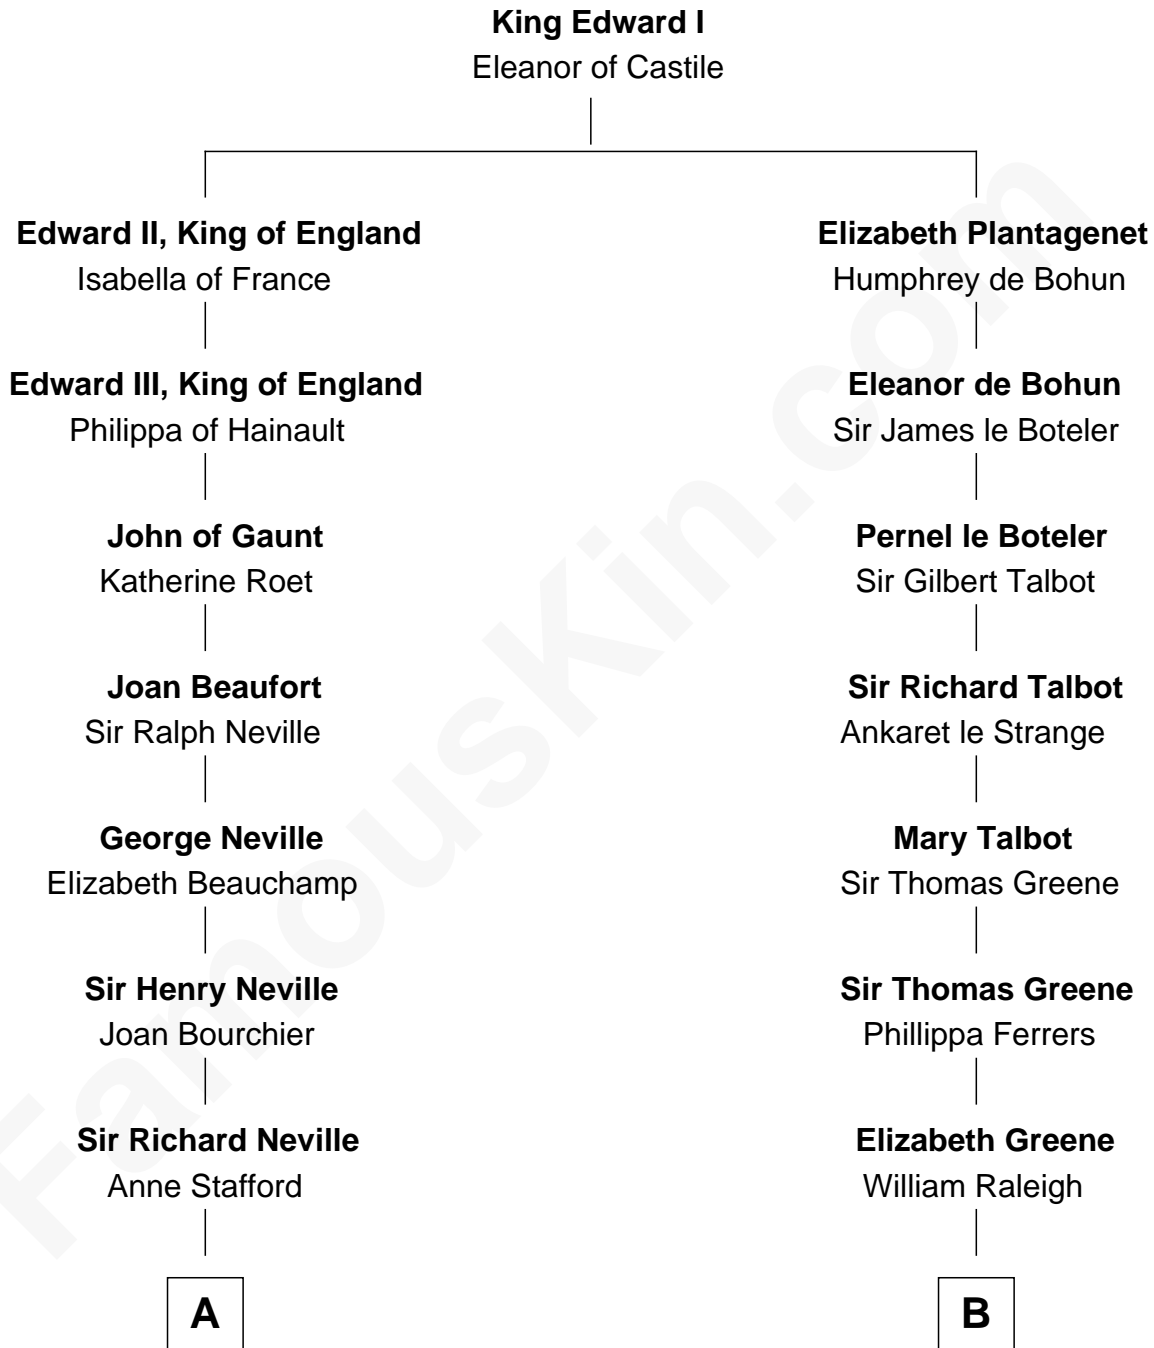 King Edward I
Eleanor of Castile
Edward II, King of England
Isabella of France
Edward III, King of England
Philippa of Hainault
John of Gaunt
Katherine Roet
Joan Beaufort
Sir Ralph Neville
George Neville
Elizabeth Beauchamp
Sir Henry Neville
Joan Bourchier
Sir Richard Neville
Anne Stafford
A
Elizabeth Plantagenet
Humphrey de Bohun
Eleanor de Bohun
Sir James le Boteler
Pernel le Boteler
Sir Gilbert Talbot
Sir Richard Talbot
Ankaret le Strange
Mary Talbot
Sir Thomas Greene
Sir Thomas Greene
Phillippa Ferrers
Elizabeth Greene
William Raleigh
B
FamousKin.com